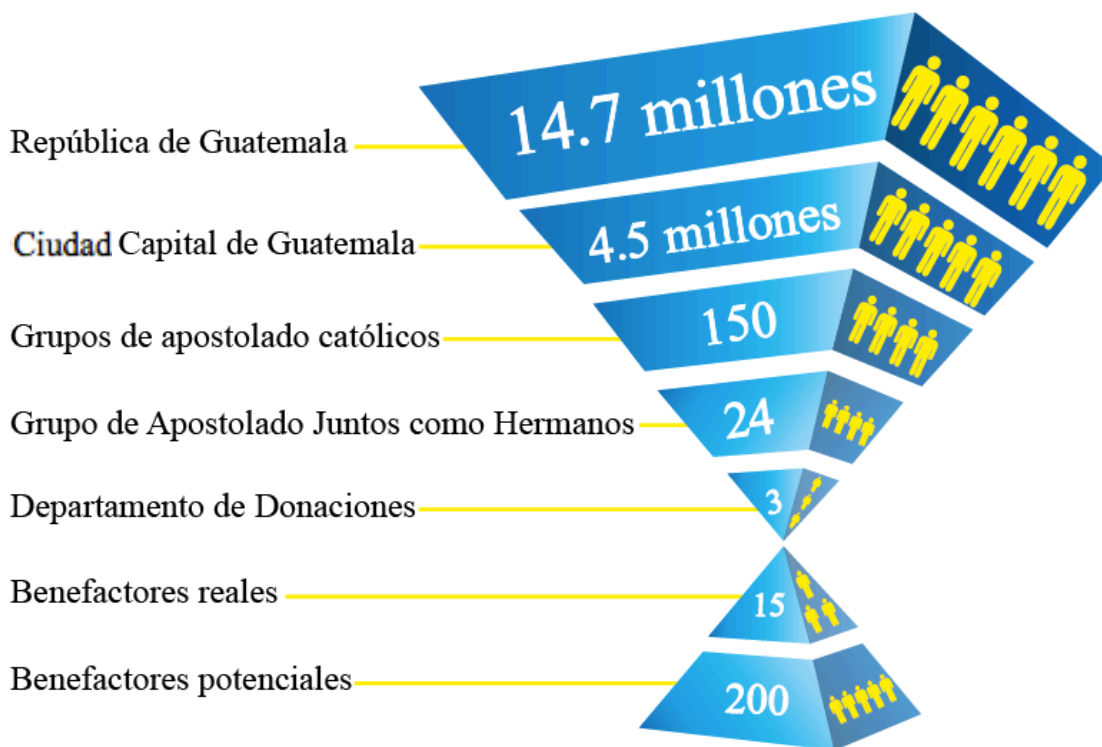 14.7 millones
República de Guatemala
4.5 millones
Ciudad Capital de Guatemala
150
Grupos de apostolado católicos
24
Grupo de Apostolado Juntos como Hermanos
3
Departamento de Donaciones
15
Benefactores reales
200
Benefactores potenciales